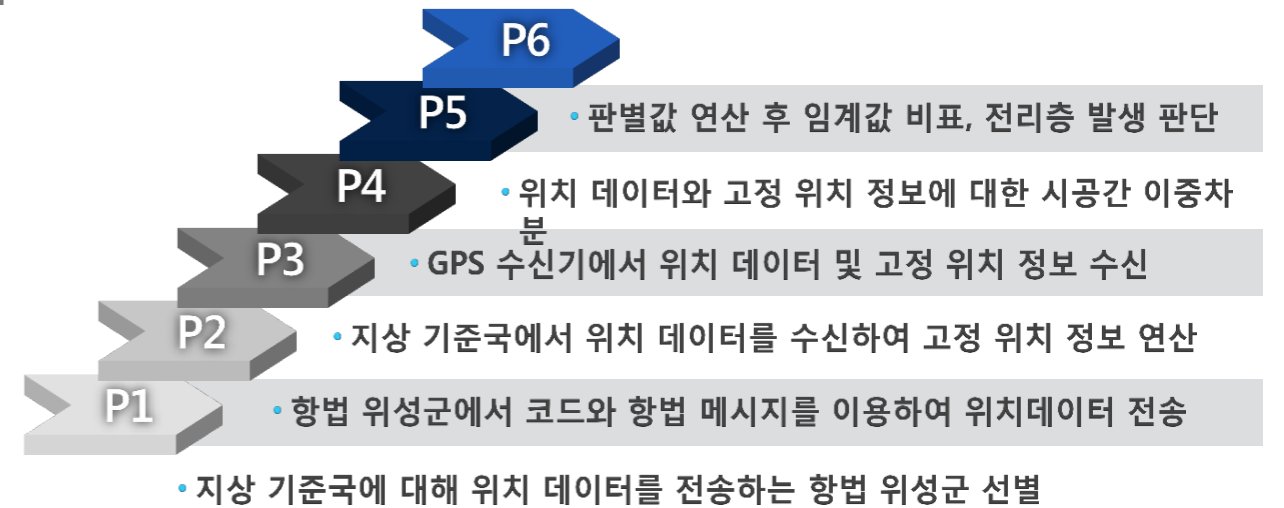 P6
P5
• 판별값 연산 후 임계값 비표, 전리층 발생 판단
P4
• 위치 데이터와 고정 위치 정보에 대한 시공간 이중차
분
P3
• GPS 수신기에서 위치 데이터 및 고정 위치 정보 수신
P2
• 지상 기준국에서 위치 데이터를 수신하여 고정 위치 정보 연산
P1
• 항법 위성군에서 코드와 항법 메시지를 이용하여 위치데이터 전송
• 지상 기준국에 대해 위치 데이터를 전송하는 항법 위성군 선별